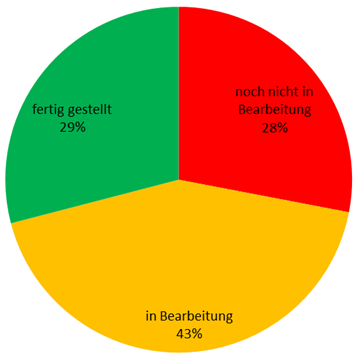 noch nicht in
Bearbeitung
28%
fertig gestellt
29%
in Bearbeitung
43%